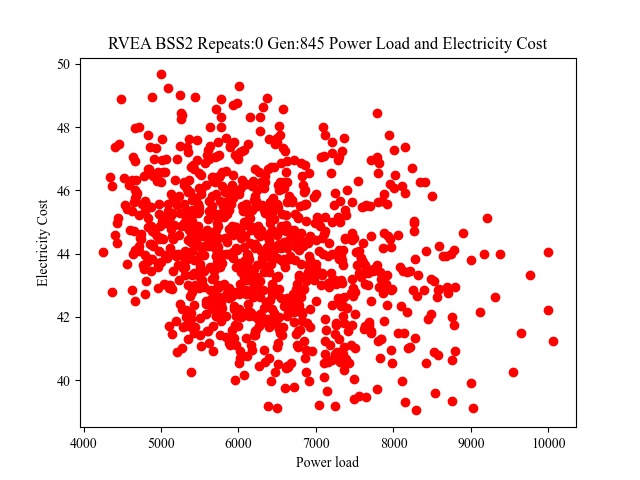 RVEA BSS2 Repeats:0 Gen:845 Power Load and Electricity Cost
50
48
46
44
42
40
Electricity Cost
4000 5000 6000 7000 8000 9000 10000
Power load